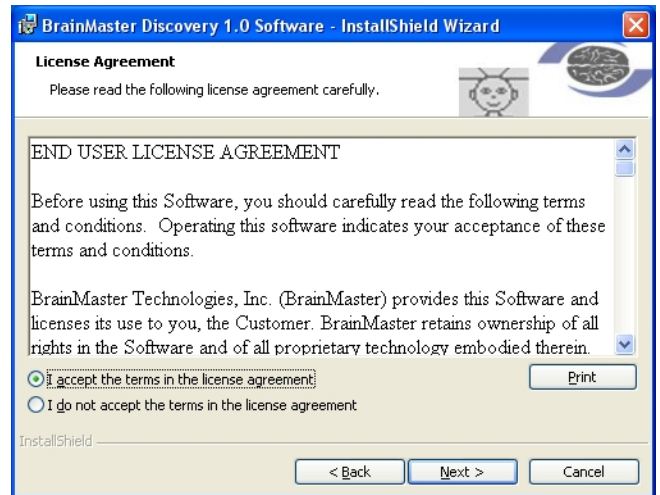 BrainMaster Discovery 1.0 Software - InstallShield Wizard
License Agreement
Please read the following license agreement carefully.
END USER LICENSE AGREEMENT
Before using this Software, you should carefully read the following terms
and conditions.  Operating this software indicates your acceptance of these
terms and conditions.
BrainMaster Technologies, Inc. (BrainMaster) provides this Software and
licenses its use to you, the Customer. BrainMaster retains ownership of all
rights in the Software and of all proprietary technology embodied therein.
I accept the terms in the license agreement
Print
I do not accept the terms in the license agreement
InstallShield
< Back
Next >
Cancel